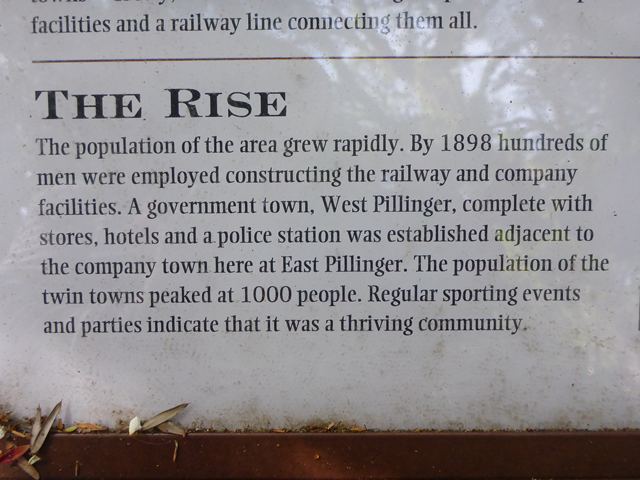 facilities and a railway line connecting them all.
THE RISE
The population of the area grew rapidly. By 1898 hundreds of
men were employed constructing the railway and company
facilities. A government town, West Pillinger, complete with
stores, hotels and a police station was established adjacent to
the company town here at East Pillinger. The population of the
twin towns peaked at 1000 people. Regular sporting events
and parties indicate that it was a thriving community.